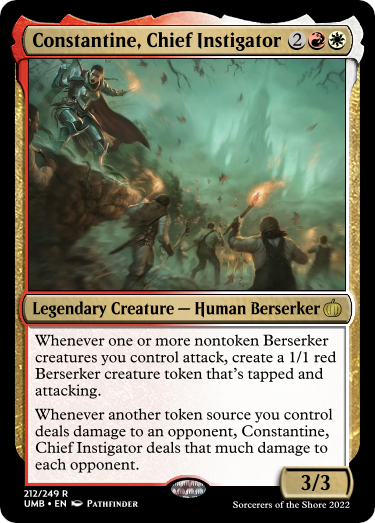 Constantine, Chief Instigator 2
Legendary Creature — Human Berserker
Whenever one or more nontoken Berserker
creatures you control attack, create a 1/1 red
Berserker creature token that's tapped and
attacking.
Whenever another token source you control
deals damage to an opponent, Constantine,
Chief Instigator deals that much damage to
each opponent.
3/3
212/249 R
UMB • EN Pathfinder
Sorcerers of the Shore 2022